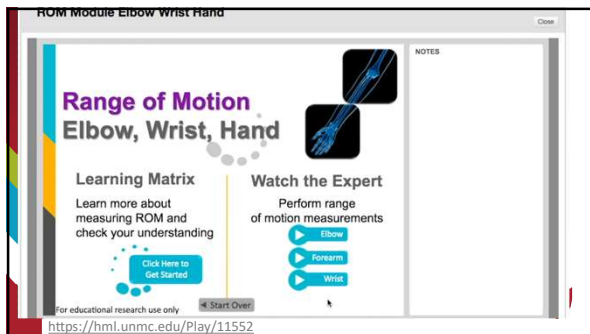 ROM Module Elbow Wrist Hand
Close
NOTES
Range of Motion
Elbow, Wrist, Hand
Learning Matrix
Learn more about
measuring ROM and
check your understanding
Click Here to
Get Started
Watch the Expert
Perform range
of motion measurements
Elbow
Forearm
Wrist
Start Over
For educational research use only
https://hml.unmc.edu/Play/11552